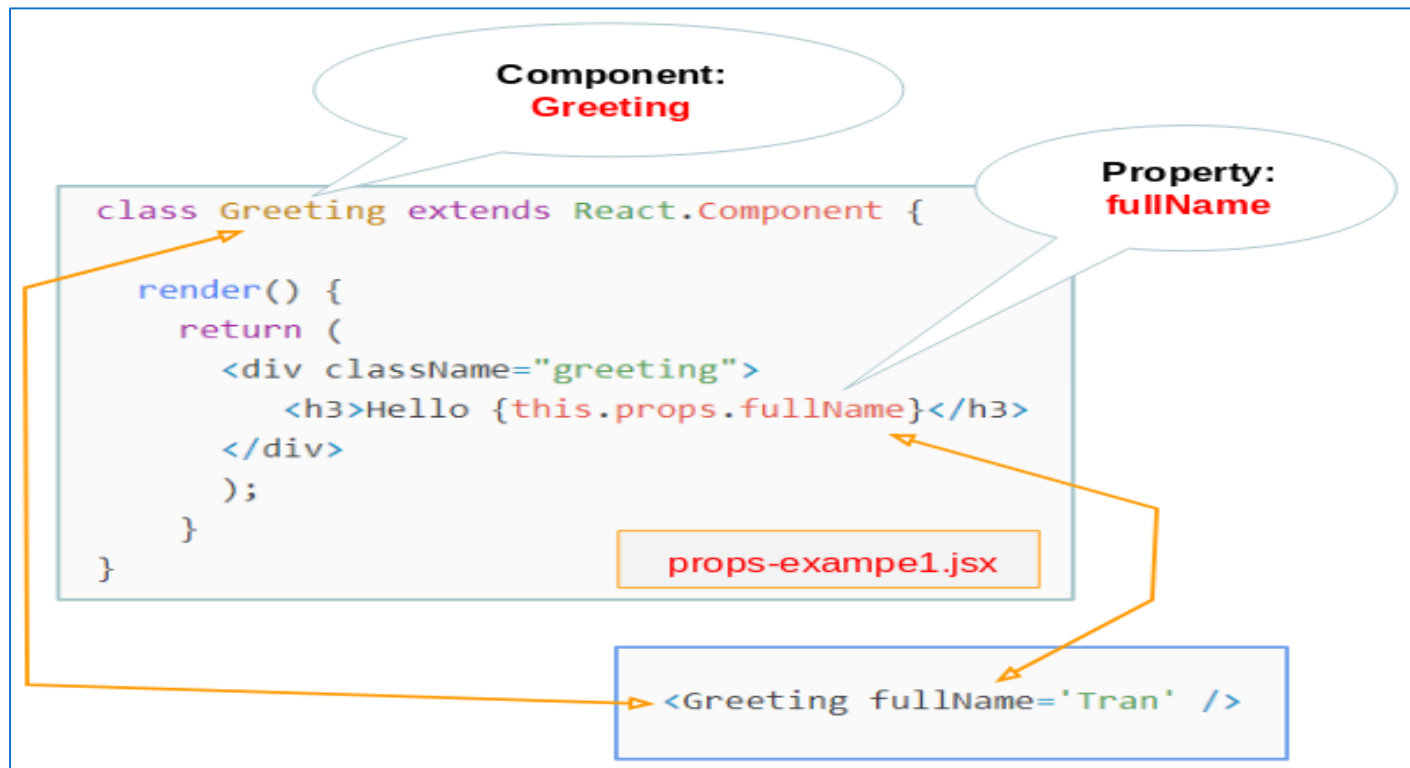 Component:
Greeting
Property:
fullName
class Greeting extends React.Component {
render() {
return (
<div className="greeting">
<h3>Hello {this.props.fullName}</h3>
</div>
);
}
}
props-exampe1.jsx
<Greeting fullName='Tran' />